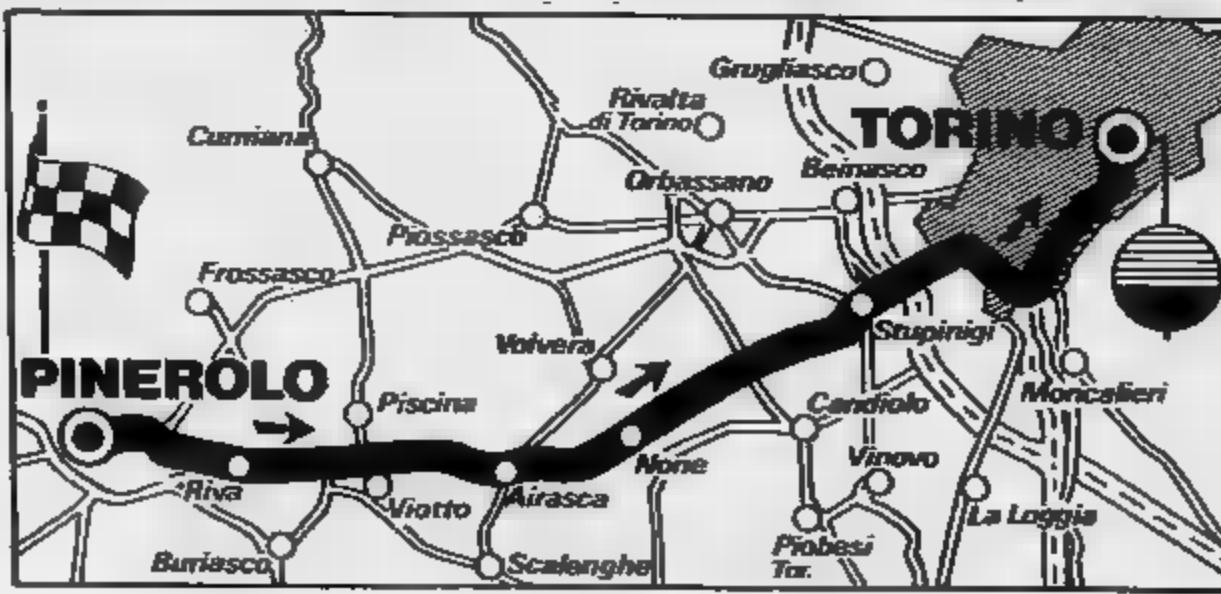 Grugliasco
Rivalta
di Torino
TORINO
Cumiana
Orbassano
Beinasco
Piossasco
Frossasco
Stupinigi
Volvera
PINEROLO
Piscina
Candiolo
Moncalieri
None
Vinovo
Riva
Viotto
Airasca
La Loggia
Buriasco
Scalenghe
Piobesi
Tor.